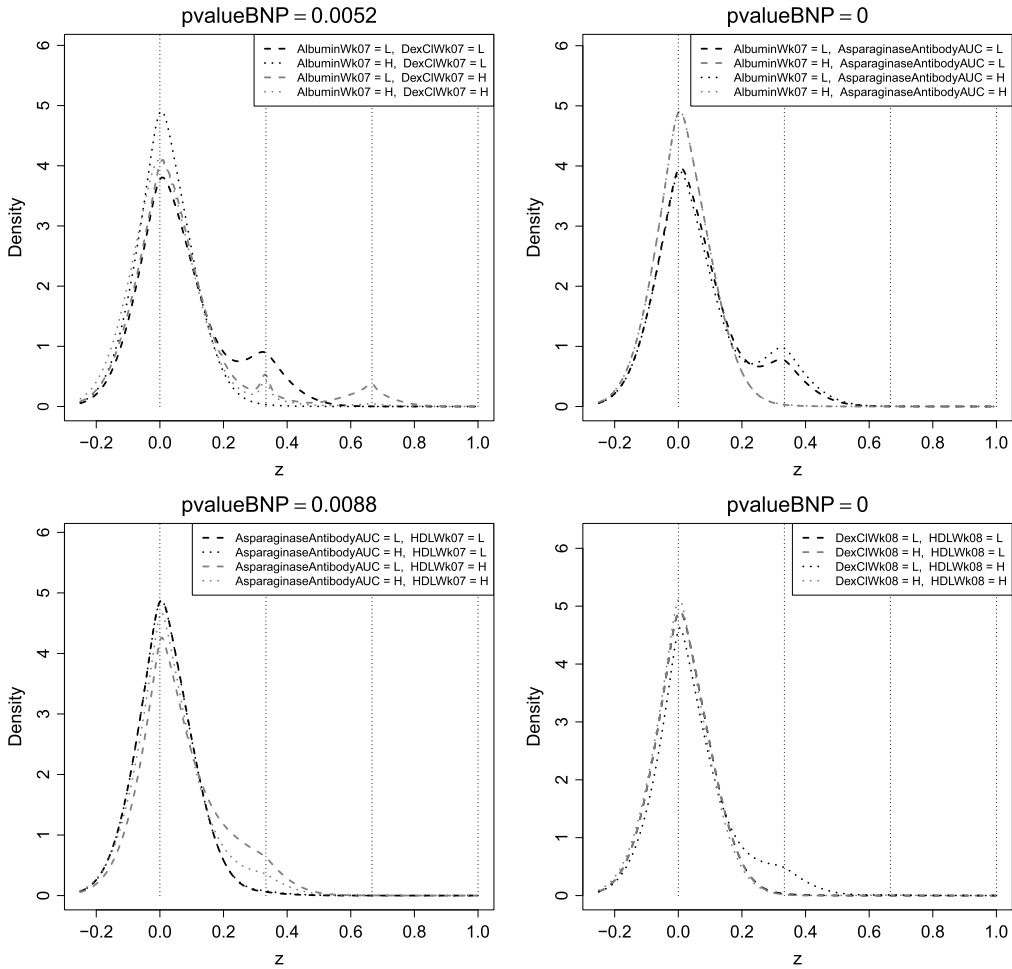 pvalueBNP = 0.0052
AlbuminWk07 = L, DexClWk07 = L
AlbuminWk07 = H, DexClWk07 = L
AlbuminWk07 = L, DexClWk07 = H
AlbuminWk07 = H, DexClWk07 = H
Density
6
5
4
3
2
1
0
−0.2 0.0 0.2 0.4 0.6 0.8 1.0
z
pvalueBNP = 0
AlbuminWk07 = L, AsparaginaseAntibodyAUC = L
AlbuminWk07 = H, AsparaginaseAntibodyAUC = L
AlbuminWk07 = L, AsparaginaseAntibodyAUC = H
AlbuminWk07 = H, AsparaginaseAntibodyAUC = H
Density
6
5
4
3
2
1
0
−0.2 0.0 0.2 0.4 0.6 0.8 1.0
z
pvalueBNP = 0.0088
AsparaginaseAntibodyAUC = L, HDLWk07 = L
AsparaginaseAntibodyAUC = H, HDLWk07 = L
AsparaginaseAntibodyAUC = L, HDLWk07 = H
AsparaginaseAntibodyAUC = H, HDLWk07 = H
Density
6
5
4
3
2
1
0
−0.2 0.0 0.2 0.4 0.6 0.8 1.0
z
pvalueBNP = 0
DexClWk08 = L, HDLWk08 = L
DexClWk08 = H, HDLWk08 = L
DexClWk08 = L, HDLWk08 = H
DexClWk08 = H, HDLWk08 = H
Density
6
5
4
3
2
1
0
−0.2 0.0 0.2 0.4 0.6 0.8 1.0
z